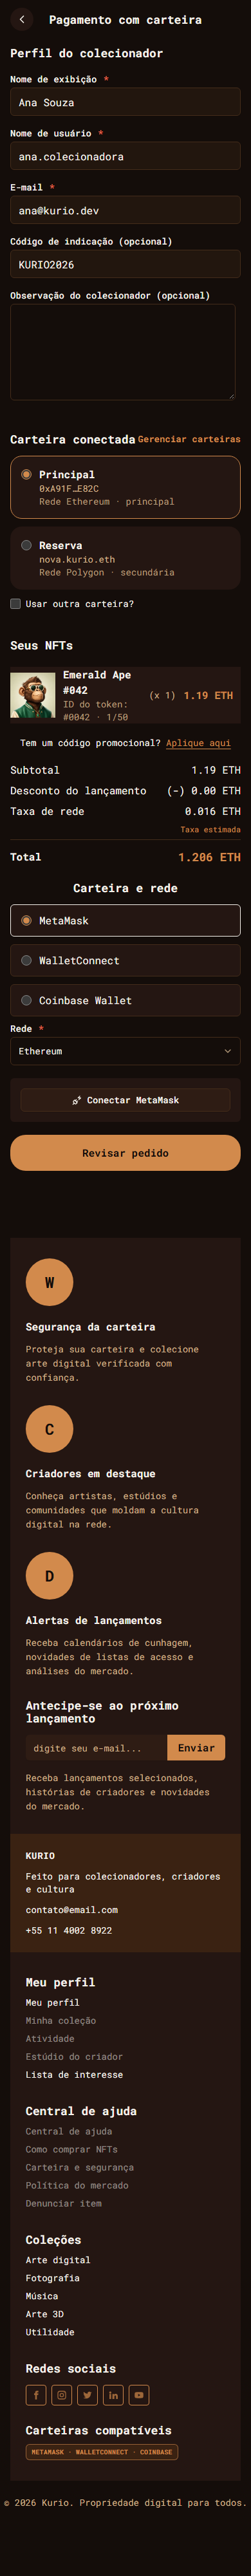 Pagamento com carteira
Perfil do colecionador
Nome de exibição *
Ana Souza
Nome de usuário *
ana.colecionadora
E-mail *
ana@kurio.dev
Código de indicação (opcional)
KURIO2026
Observação do colecionador (opcional)
Carteira conectada Gerenciar carteiras
Principal
0xA91F…E82C
Rede Ethereum · principal
Reserva
nova.kurio.eth
Rede Polygon · secundária
Usar outra carteira?
Seus NFTs
Emerald Ape
#042
(x 1) 1.19 ETH
ID do token:
#0042 · 1/50
Tem um código promocional? Aplique aqui
Subtotal 1.19 ETH
Desconto do lançamento (-) 0.00 ETH
Taxa de rede 0.016 ETH
Taxa estimada
Total 1.206 ETH
Carteira e rede
MetaMask
WalletConnect
Coinbase Wallet
Rede *
Ethereum
Conectar MetaMask
Revisar pedido
W
Segurança da carteira
Proteja sua carteira e colecione
arte digital verificada com
confiança.
C
Criadores em destaque
Conheça artistas, estúdios e
comunidades que moldam a cultura
digital na rede.
D
Alertas de lançamentos
Receba calendários de cunhagem,
novidades de listas de acesso e
análises do mercado.
Antecipe-se ao próximo
lançamento
digite seu e-mail... Enviar
Receba lançamentos selecionados,
histórias de criadores e novidades
do mercado.
KURIO
Feito para colecionadores, criadores
e cultura
contato@email.com
+55 11 4002 8922
Meu perfil
Meu perfil
Minha coleção
Atividade
Estúdio do criador
Lista de interesse
Central de ajuda
Central de ajuda
Como comprar NFTs
Carteira e segurança
Política do mercado
Denunciar item
Coleções
Arte digital
Fotografia
Música
Arte 3D
Utilidade
Redes sociais
Carteiras compatíveis
METAMASK · WALLETCONNECT · COINBASE
© 2026 Kurio. Propriedade digital para todos.